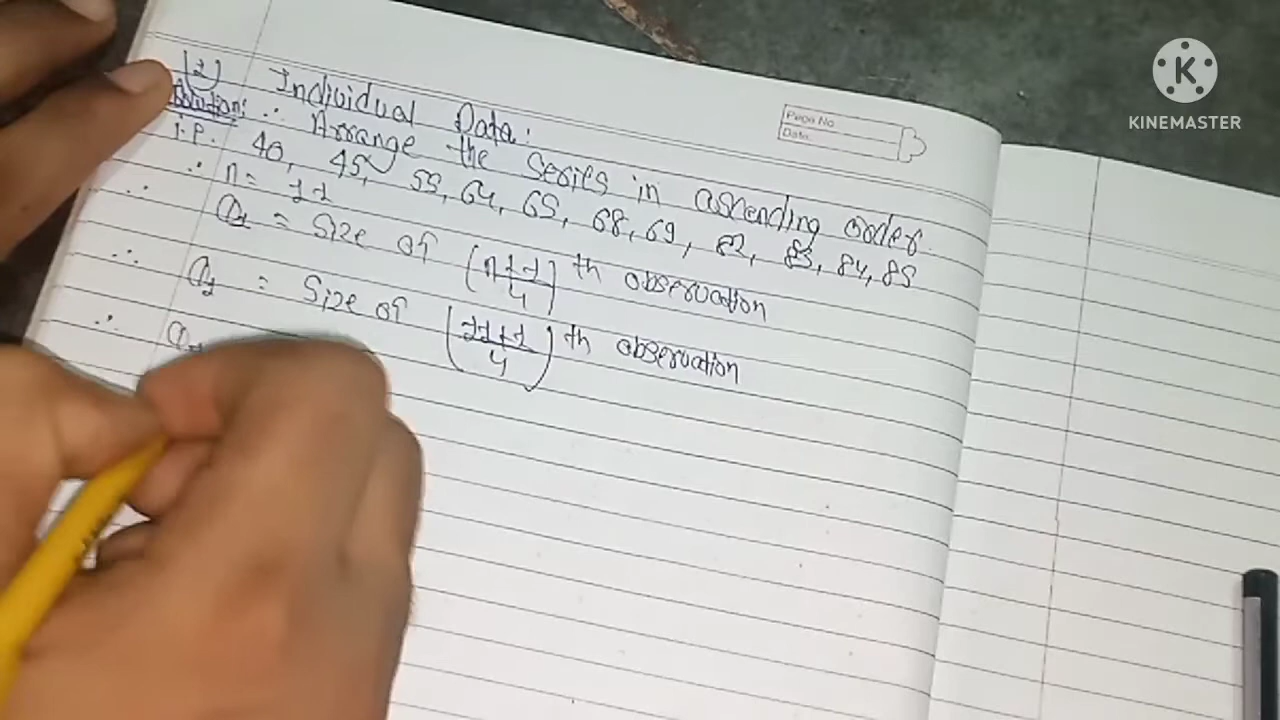 (1) Individual Data:
Solution: ∴ Arrange the series in ascending order.
i.e. 40, 45, 55, 64, 65, 68, 69, 82, 83, 84, 85
∴ n = 11
∴ Q1 = Size of (n+1/4)th observation
∴ Q1 = Size of (11+1/4)th observation
∴ Q1
Page No.
Date:
K
KINEMASTER